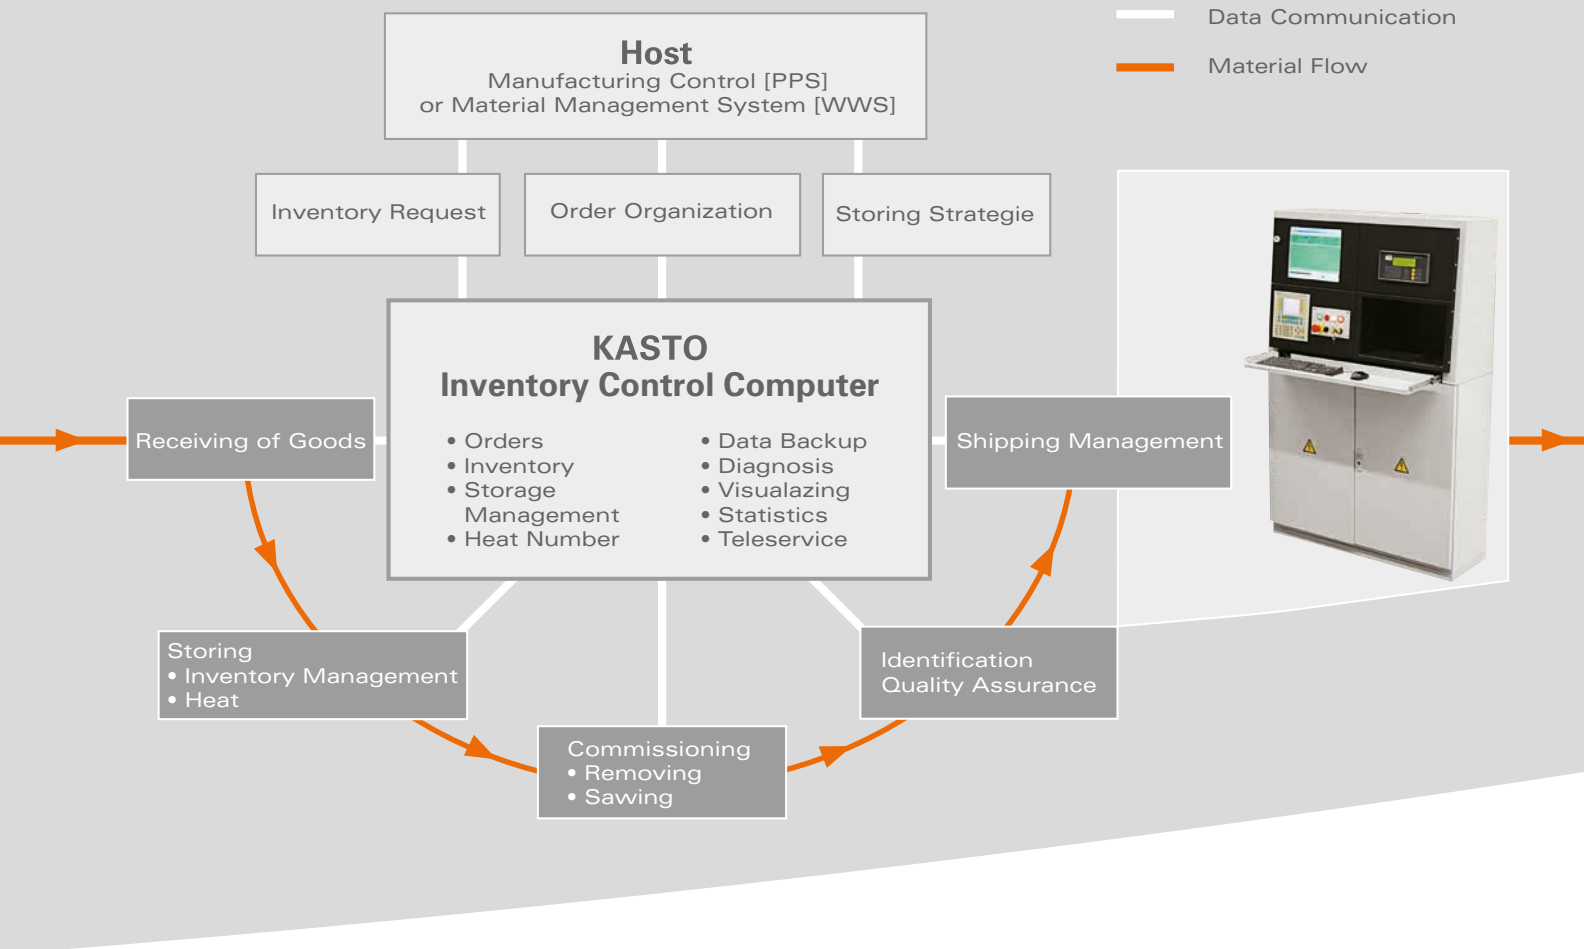 Data Communication
Material Flow
Host
Manufacturing Control [PPS]
or Material Management System [WWS]
Inventory Request
Order Organization
Storing Strategie
KASTO
Inventory Control Computer
• Orders
• Inventory
• Storage
Management
• Heat Number
• Data Backup
• Diagnosis
• Visualazing
• Statistics
• Teleservice
Receiving of Goods
Shipping Management
Storing
• Inventory Management
• Heat
Commissioning
• Removing
• Sawing
Identification
Quality Assurance